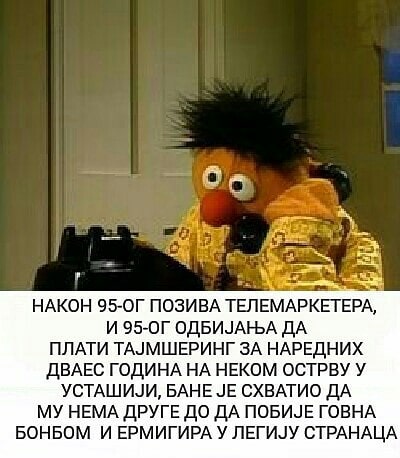 НАКОН 95-ОГ ПОЗИВА ТЕЛЕМАРКЕТЕРА,
И 95-ОГ ОДБИЈАЊА ДА
ПЛАТИ ТАЈМШЕРИНГ ЗА НАРЕДНИХ
ДВАЕС ГОДИНА НА НЕКОМ ОСТРВУ У
УСТАШИЈИ, БАНЕ ЈЕ СХВАТИО ДА
МУ НЕМА ДРУГЕ ДО ДА ПОБИЈЕ ГОВНА
БОНБОМ И ЕРМИГИРА У ЛЕГИЈУ СТРАНАЦА